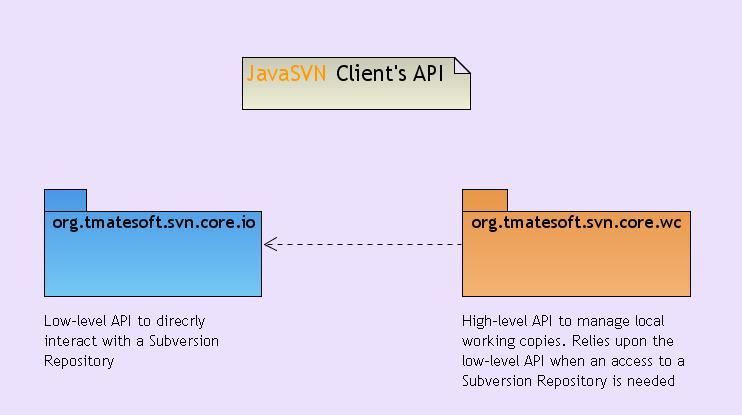 JavaSVN Client's API
org.tmatesoft.svn.core.io
org.tmatesoft.svn.core.wc
Low-level API to direcrly
interact with a Subversion
Repository
High-level API to manage local
working copies. Relies upon the
low-level API when an access to a
Subversion Repository is needed